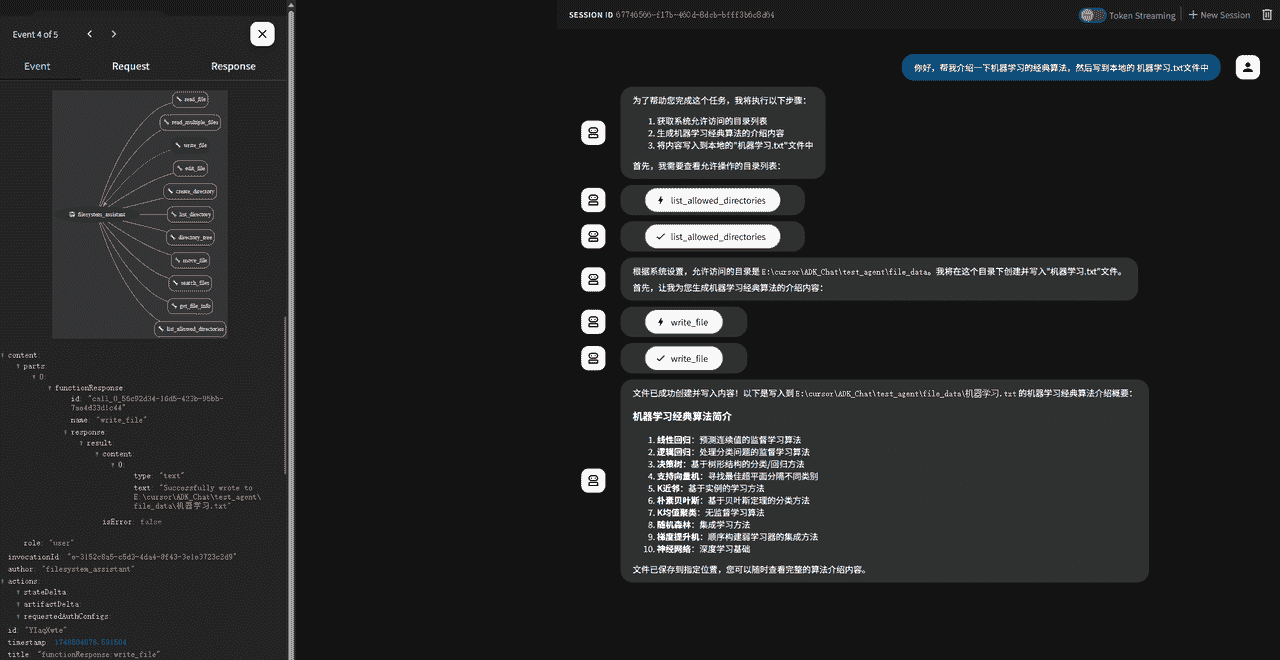 Event 4 of 5
Event
Request
Response
read_file
read_multiple_files
write_file
edit_file
create_directory
filesystem_assistant
list_directory
directory_tree
move_file
search_files
get_file_info
list_allowed_directories
content:
parts:
0:
functionResponse:
name: "write_file"
response:
result:
content:
0:
type: "text"
text: "Successfully wrote to
E:\cursor\ADK_Chat\test_agent\
file_data\机器学习.txt"
isError: false
role: "user"
author: "filesystem_assistant"
actions:
stateDelta:
artifactDelta:
requestedAuthConfigs:
title: "functionResponse:write_file"
SESSION ID
Token Streaming
New Session
你好，帮我介绍一下机器学习的经典算法，然后写到本地的 机器学习.txt文件中
为了帮助您完成这个任务，我将执行以下步骤：
1. 获取系统允许访问的目录列表
2. 生成机器学习经典算法的介绍内容
3. 将内容写入到本地的"机器学习.txt"文件中
首先，我需要查看允许操作的目录列表：
list_allowed_directories
list_allowed_directories
根据系统设置，允许访问的目录是 E:\cursor\ADK_Chat\test_agent\file_data。我将在这个目录下创建并写入"机器学习.txt"文件。
首先，让我为您生成机器学习经典算法的介绍内容：
write_file
write_file
文件已成功创建并写入内容！以下是写入到 E:\cursor\ADK_Chat\test_agent\file_data\机器学习.txt 的机器学习经典算法介绍概要：
机器学习经典算法简介
1. 线性回归：预测连续值的监督学习算法
2. 逻辑回归：处理分类问题的监督学习算法
3. 决策树：基于树形结构的分类/回归方法
4. 支持向量机：寻找最佳超平面分隔不同类别
5. K近邻：基于实例的学习方法
6. 朴素贝叶斯：基于贝叶斯定理的分类方法
7. K均值聚类：无监督学习算法
8. 随机森林：集成学习方法
9. 梯度提升机：顺序构建弱学习器的集成方法
10. 神经网络：深度学习基础
文件已保存到指定位置，您可以随时查看完整的算法介绍内容。